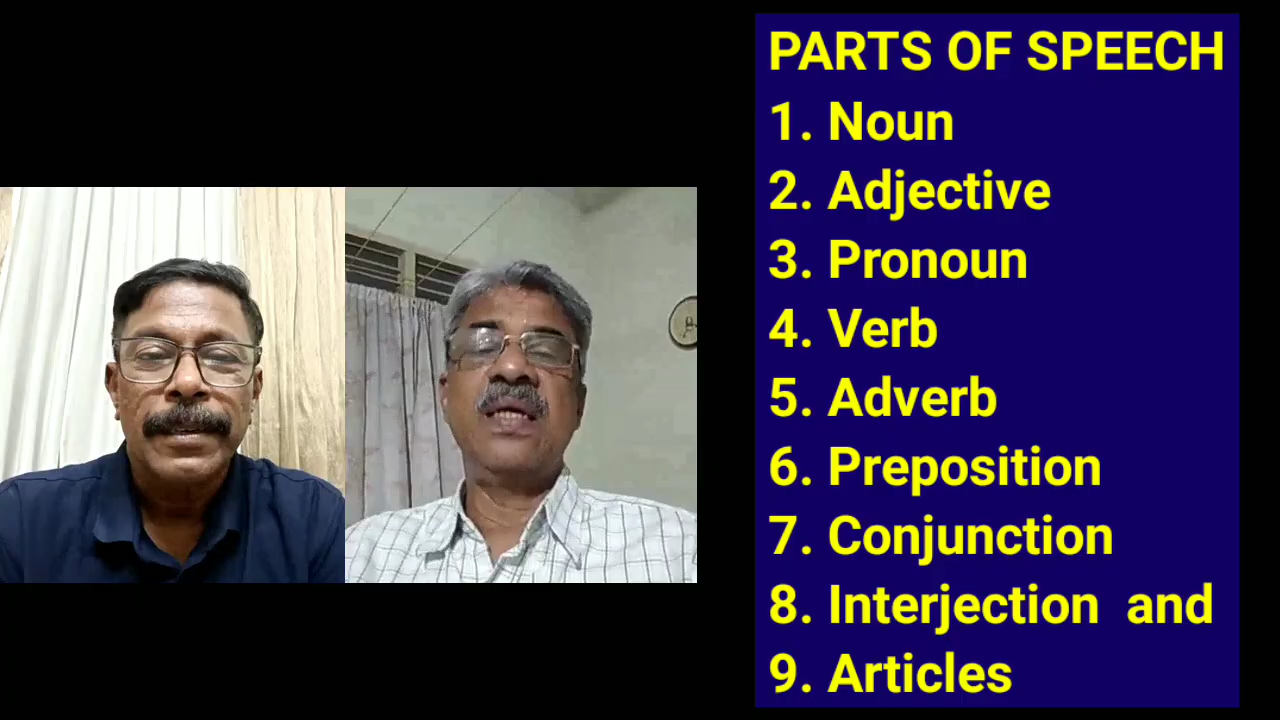 PARTS OF SPEECH
1. Noun
2. Adjective
3. Pronoun
4. Verb
5. Adverb
6. Preposition
7. Conjunction
8. Interjection and
9. Articles